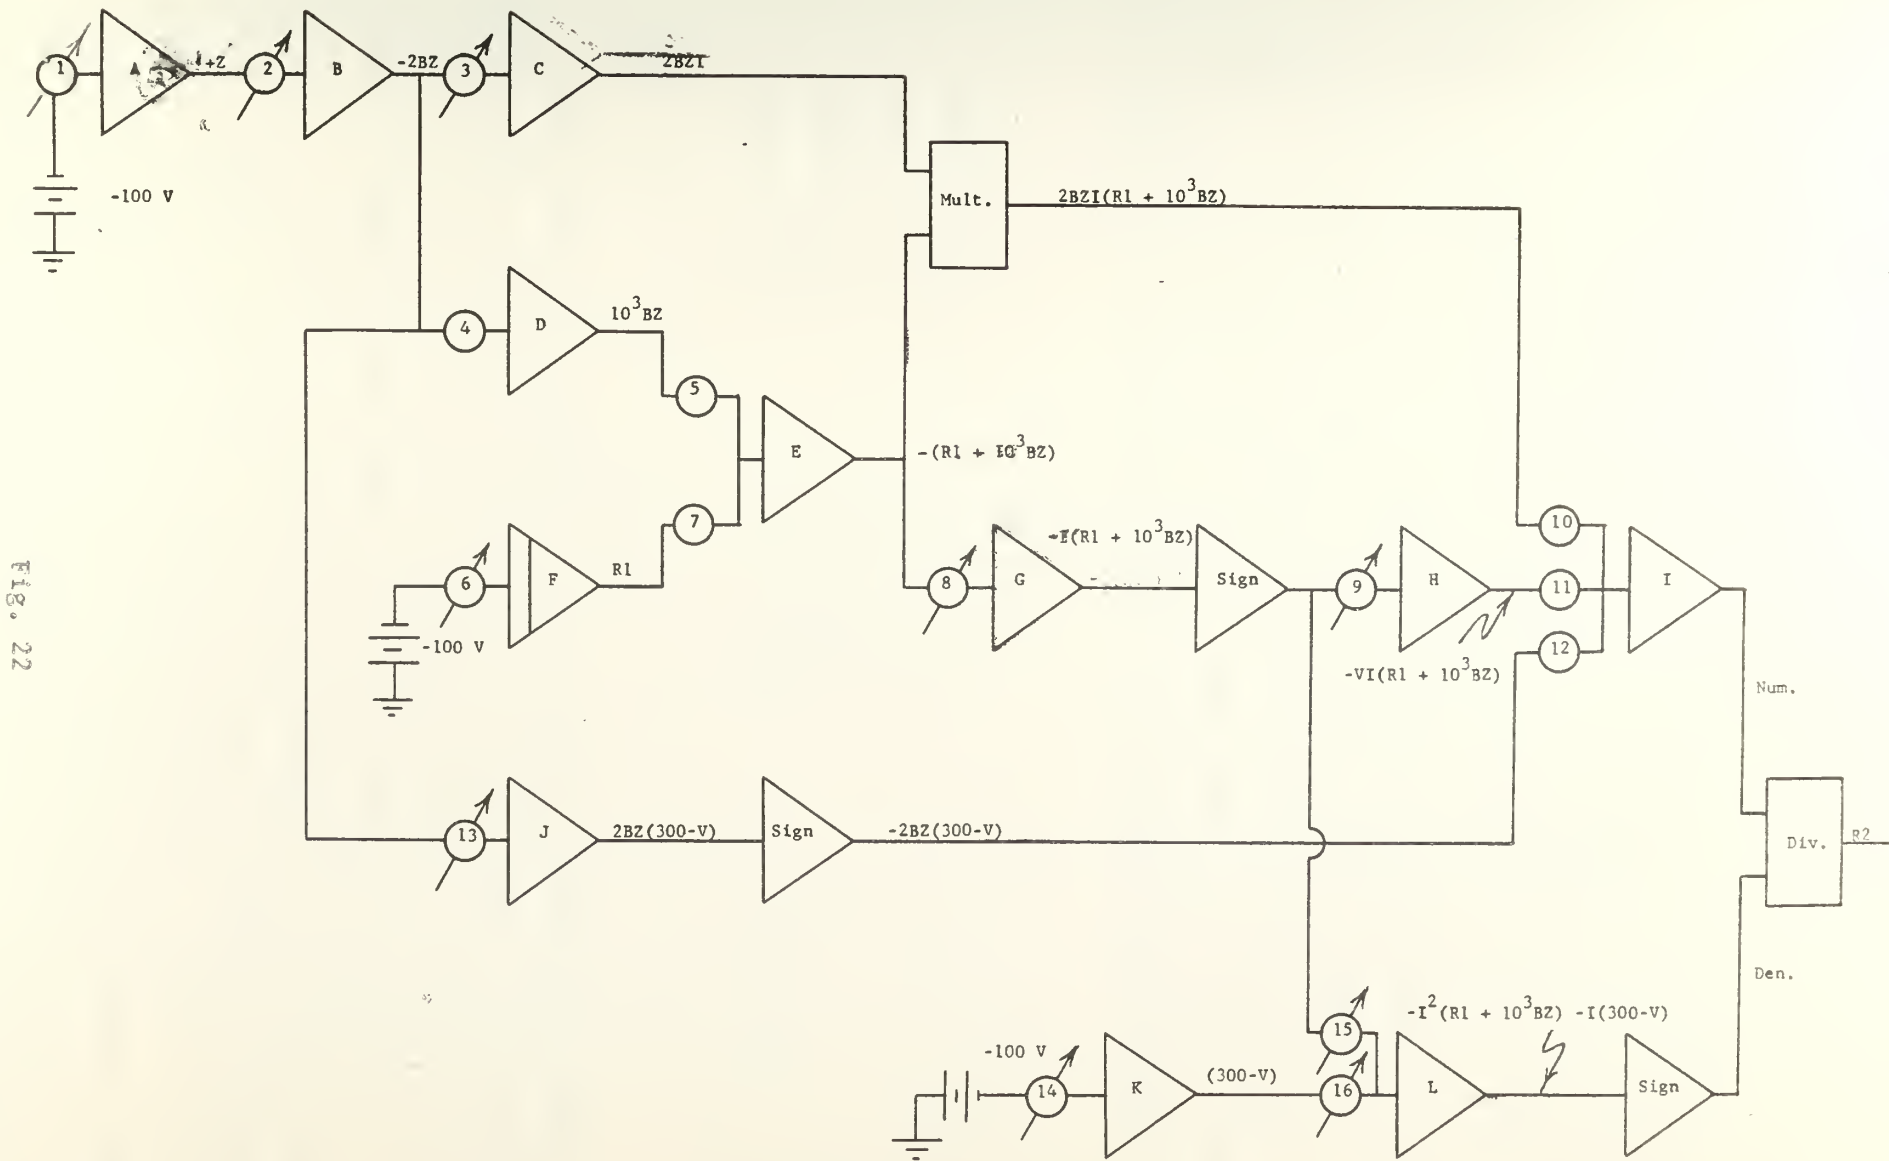 1
A
+Z
2
B
-2BZ
3
C
2BZI
-100 V
Mult.
2BZI(R1 + 10³BZ)
4
D
10³BZ
5
E
-(R1 + 10³BZ)
7
6
F
R1
-100 V
8
G
Sign
9
H
10
11
12
I
-VI(R1 + 10³BZ)
Num.
13
J
2BZ(300-V)
Sign
-2BZ(300-V)
Div.
R2
Den.
-100 V
14
K
(300-V)
15
16
L
-I²(R1 + 10³BZ) -I(300-V)
Sign
Fig. 22